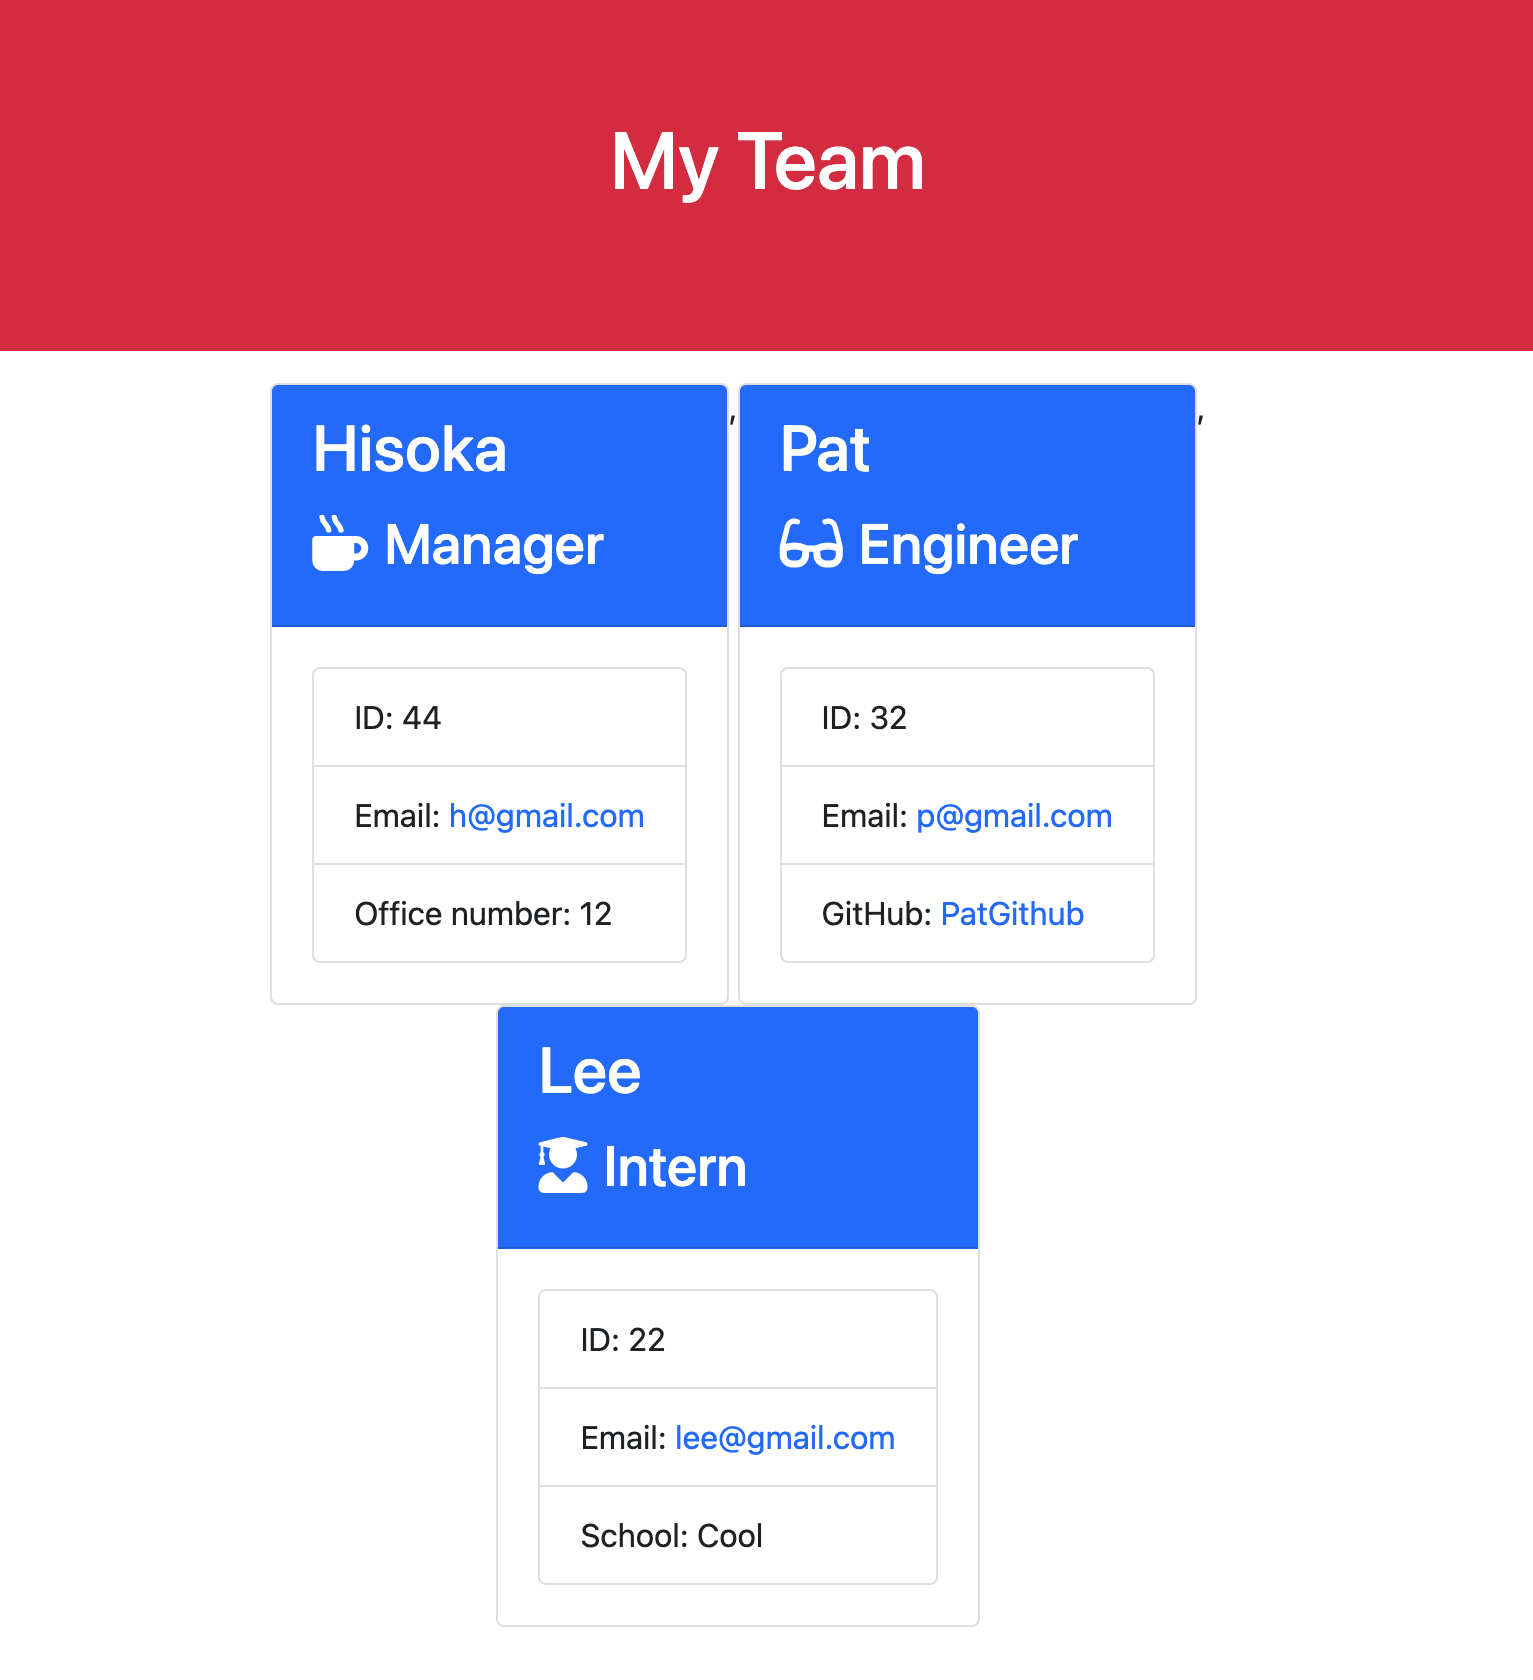 My Team
Hisoka
Manager
ID: 44
Email: h@gmail.com
Office number: 12
,
Pat
Engineer
ID: 32
Email: p@gmail.com
GitHub: PatGithub
,
Lee
Intern
ID: 22
Email: lee@gmail.com
School: Cool